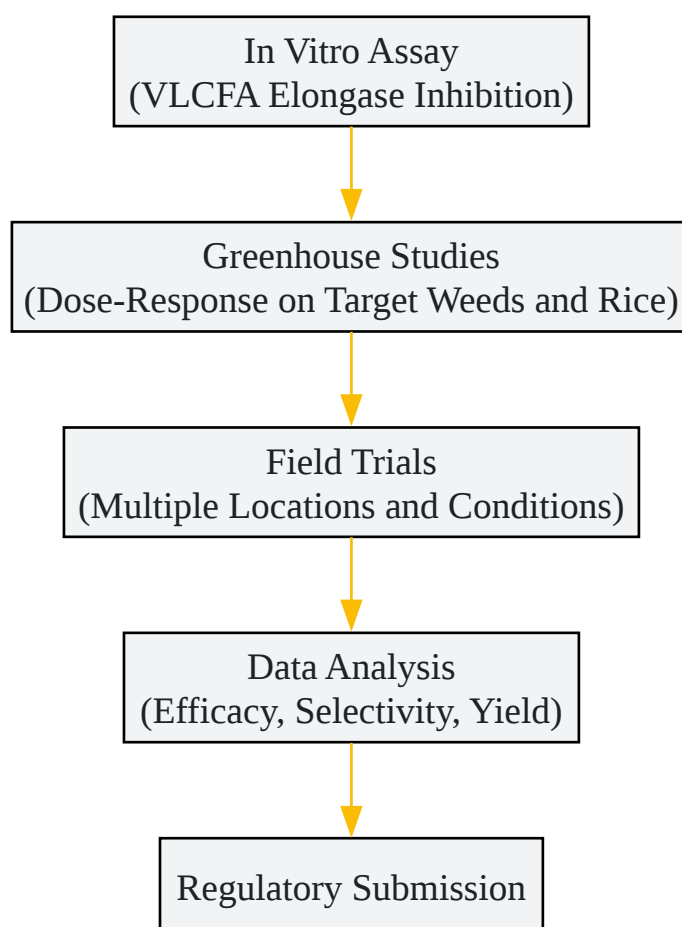 In Vitro Assay
(VLCFA Elongase Inhibition)
Greenhouse Studies
(Dose-Response on Target Weeds and Rice)
Field Trials
(Multiple Locations and Conditions)
Data Analysis
(Efficacy, Selectivity, Yield)
Regulatory Submission